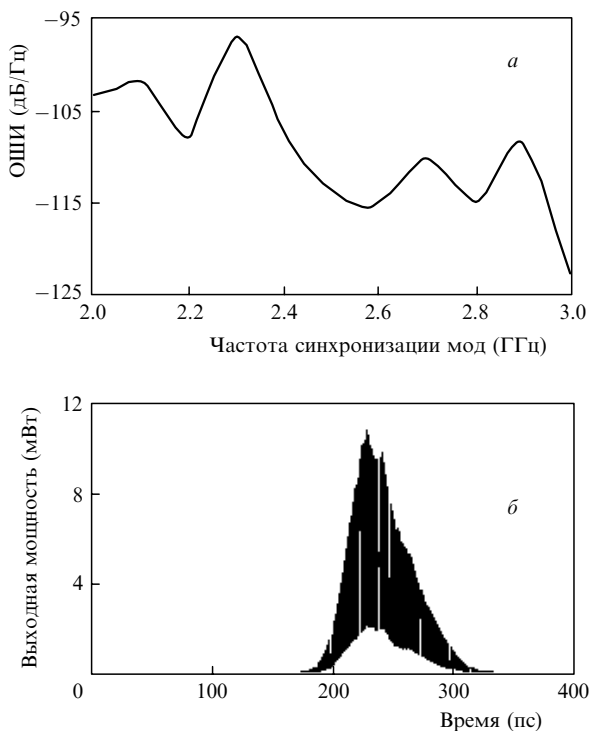 −95
−105
−115
−125
ОШИ (дБ/Гц)
а
2.0 2.2 2.4 2.6 2.8 3.0
Частота синхронизации мод (ГГц)
12
8
4
Выходная мощность (мВт)
б
0 100 200 300 400
Время (пс)